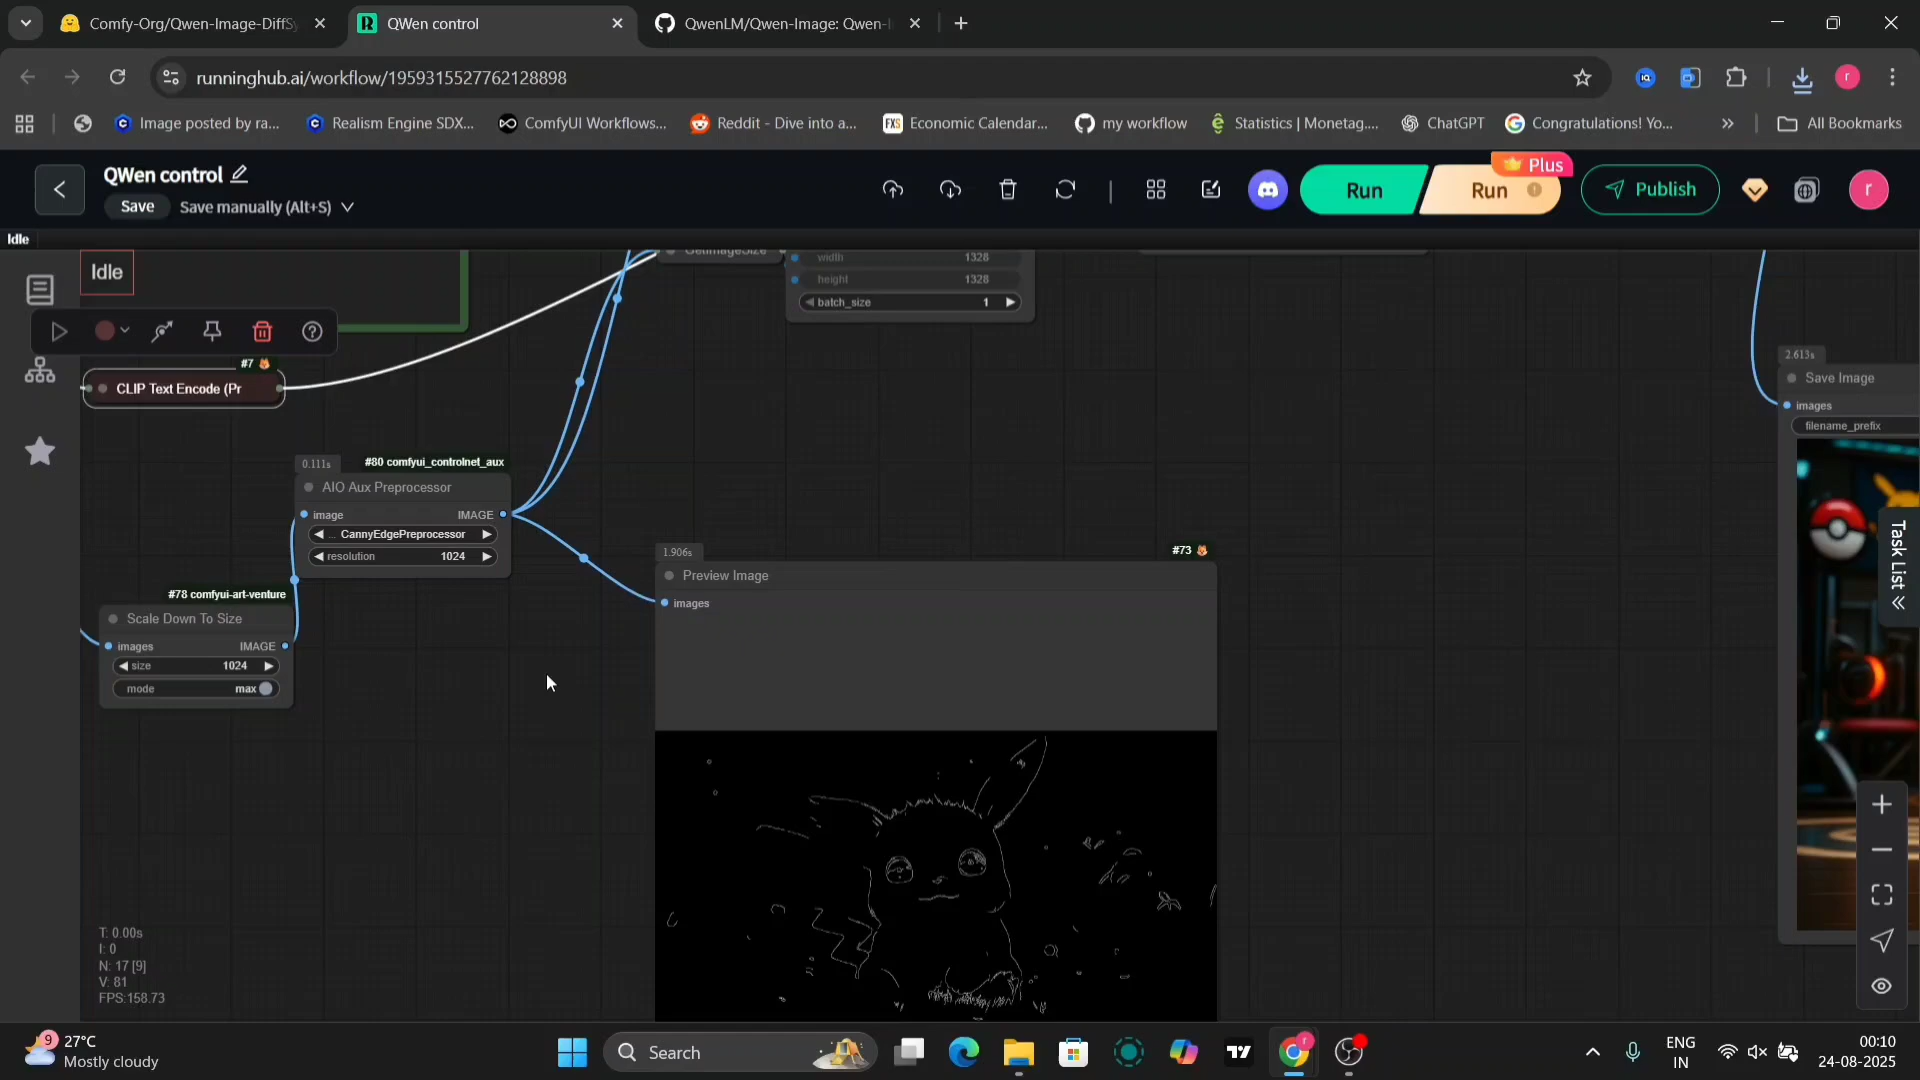 Comfy-Org/Qwen-Image-DiffSy
QWen control
QwenLM/Qwen-Image: Qwen-I
runninghub.ai/workflow/1959315527762128898
Image posted by ra...
Realism Engine SDX...
ComfyUI Workflows...
Reddit - Dive into a...
FXS
Economic Calendar...
my workflow
Statistics | Monetag....
ChatGPT
Congratulations! Yo...
All Bookmarks
QWen control
Save
Save manually (Alt+S)
Run
Run
Plus
Publish
r
Idle
Idle
GetImageSize
width 1328
height 1328
batch_size 1
#7
CLIP Text Encode (Pr
2.613s
Save Image
images
filename_prefix
0.111s
#80 comfyui_controlnet_aux
AIO Aux Preprocessor
image IMAGE
... CannyEdgePreprocessor
resolution 1024
1.906s
#73
Preview Image
images
#78 comfyui-art-venture
Scale Down To Size
images IMAGE
size 1024
mode max
Task List
T: 0.00s
I: 0
N: 17 [9]
V: 81
FPS:158.73
9
27°C
Mostly cloudy
Search
ENG
IN
00:10
24-08-2025